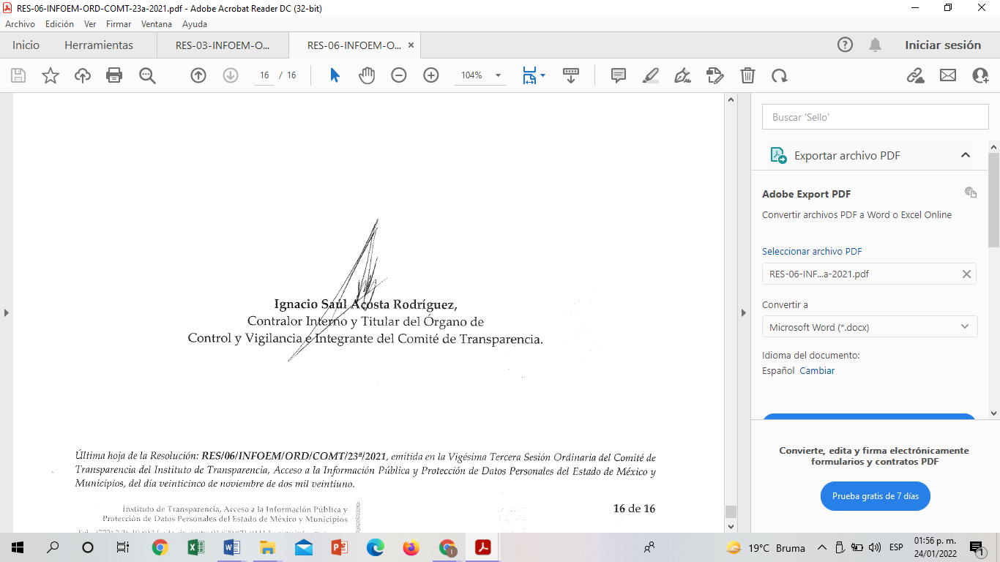 RES-06-INFOEM-ORD-COMT-23a-2021.pdf - Adobe Acrobat Reader DC (32-bit)
Archivo Edición Ver Firmar Ventana Ayuda
Inicio Herramientas RES-03-INFOEM-O... RES-06-INFOEM-O... × Iniciar sesión
16 / 16 104%
Buscar 'Sello'
Exportar archivo PDF
Adobe Export PDF
Convertir archivos PDF a Word o Excel Online
Seleccionar archivo PDF
RES-06-INF...a-2021.pdf
Convertir a
Microsoft Word (*.docx)
Idioma del documento:
Español Cambiar
Convierte, edita y firma electrónicamente
formularios y contratos PDF
Prueba gratis de 7 días
Ignacio Saúl Acosta Rodríguez,
Contralor Interno y Titular del Órgano de
Control y Vigilancia e Integrante del Comité de Transparencia.
Última hoja de la Resolución: RES/06/INFOEM/ORD/COMT/23ª/2021, emitida en la Vigésima Tercera Sesión Ordinaria del Comité de
Transparencia del Instituto de Transparencia, Acceso a la Información Pública y Protección de Datos Personales del Estado de México y
Municipios, del día veinticinco de noviembre de dos mil veintiuno.
Instituto de Transparencia, Acceso a la Información Pública y
Protección de Datos Personales del Estado de México y Municipios
16 de 16
19°C Bruma ESP 01:56 p. m.
24/01/2022
1